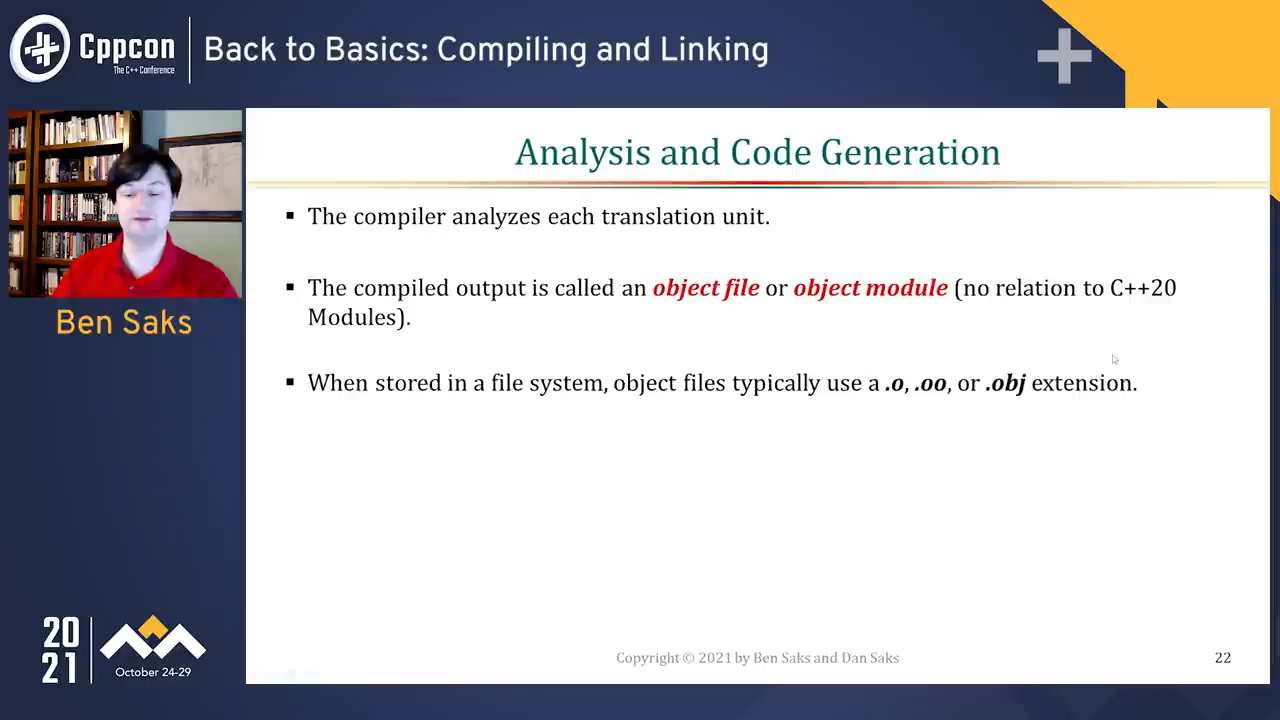 Cppcon
The C++ Conference
Back to Basics: Compiling and Linking
Ben Saks
Analysis and Code Generation
▪ The compiler analyzes each translation unit.
▪ The compiled output is called an object file or object module (no relation to C++20
Modules).
▪ When stored in a file system, object files typically use a .o, .oo, or .obj extension.
20
21
October 24-29
Copyright © 2021 by Ben Saks and Dan Saks
22